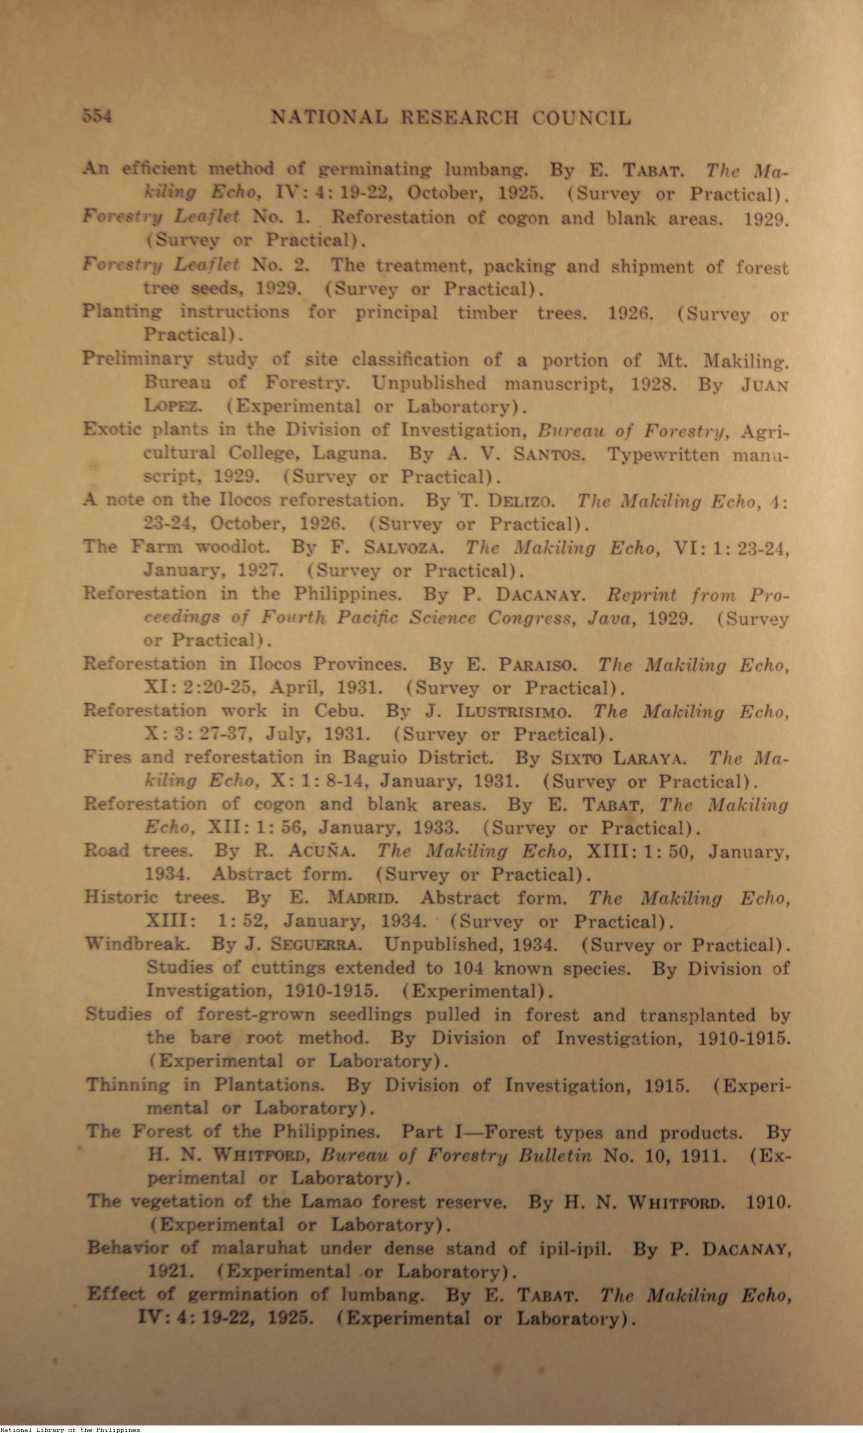 554 NATIONAL RESEARCH COUNCIL
An efficient method of germinating lumbang. By E. TABAT. The Ma-
kiling Echo, IV: 4: 19-22, October, 1925. (Survey or Practical).
Forestry Leaflet No. 1. Reforestation of cogon and blank areas. 1929.
(Survey or Practical).
Forestry Leaflet No. 2. The treatment, packing and shipment of forest
tree seeds, 1929. (Survey or Practical).
Planting instructions for principal timber trees. 1926. (Survey or
Practical).
Preliminary study of site classification of a portion of Mt. Makiling.
Bureau of Forestry. Unpublished manuscript, 1928. By JUAN
LOPEZ. (Experimental or Laboratory).
Exotic plants in the Division of Investigation, Bureau of Forestry, Agri-
cultural College, Laguna. By A. V. SANTOS. Typewritten manu-
script, 1929. (Survey or Practical).
A note on the Ilocos reforestation. By T. DELIZO. The Makiling Echo, 4:
23-24, October, 1926. (Survey or Practical).
The Farm woodlot. By F. SALVOZA. The Makiling Echo, VI: 1: 23-24,
January, 1927. (Survey or Practical).
Reforestation in the Philippines. By P. DACANAY. Reprint from Pro-
ceedings of Fourth Pacific Science Congress, Java, 1929. (Survey
or Practical).
Reforestation in Ilocos Provinces. By E. PARAISO. The Makiling Echo,
XI: 2:20-25, April, 1931. (Survey or Practical).
Reforestation work in Cebu. By J. ILUSTRISIMO. The Makiling Echo,
X: 3: 27-37, July, 1931. (Survey or Practical).
Fires and reforestation in Baguio District. By SIXTO LARAYA. The Ma-
kiling Echo, X: 1: 8-14, January, 1931. (Survey or Practical).
Reforestation of cogon and blank areas. By E. TABAT, The Makiling
Echo, XII: 1: 56, January, 1933. (Survey or Practical).
Road trees. By R. ACUÑA. The Makiling Echo, XIII: 1: 50, January,
1934. Abstract form. (Survey or Practical).
Historic trees. By E. MADRID. Abstract form. The Makiling Echo,
XIII: 1: 52, January, 1934. (Survey or Practical).
Windbreak. By J. SEGUERRA. Unpublished, 1934. (Survey or Practical).
Studies of cuttings extended to 104 known species. By Division of
Investigation, 1910-1915. (Experimental).
Studies of forest-grown seedlings pulled in forest and transplanted by
the bare root method. By Division of Investigation, 1910-1915.
(Experimental or Laboratory).
Thinning in Plantations. By Division of Investigation, 1915. (Experi-
mental or Laboratory).
The Forest of the Philippines. Part I—Forest types and products. By
H. N. WHITFORD, Bureau of Forestry Bulletin No. 10, 1911. (Ex-
perimental or Laboratory).
The vegetation of the Lamao forest reserve. By H. N. WHITFORD. 1910.
(Experimental or Laboratory).
Behavior of malaruhat under dense stand of ipil-ipil. By P. DACANAY,
1921. (Experimental or Laboratory).
Effect of germination of lumbang. By E. TABAT. The Makiling Echo,
IV: 4: 19-22, 1925. (Experimental or Laboratory).
National Library of the Philippines